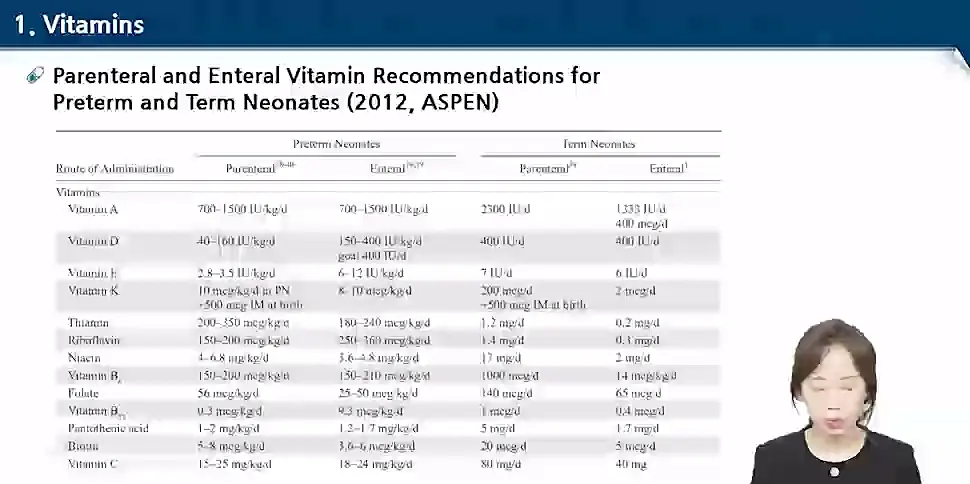 1. Vitamins
Parenteral and Enteral Vitamin Recommendations for
Preterm and Term Neonates (2012, ASPEN)
Preterm Neonates Term Neonates
Route of Administration Parenteral Enteral Parenteral Enteral
Vitamins
Vitamin A 700–1500 IU/kg/d 700–1500 IU/kg/d 2300 IU/d 1333 IU/d
400 mcg/d
Vitamin D 40–160 IU/kg/d 150–400 IU/kg/d 400 IU/d 400 IU/d
goal 400 IU/d
Vitamin E 2.8–3.5 IU/kg/d 6–12 IU/kg/d 7 IU/d 6 IU/d
Vitamin K 10 mcg/kg/d in PN 8–10 mcg/kg/d 200 mcg/d 2 mcg/d
+500 mcg IM at birth +500 mcg IM at birth
Thiamin 200–350 mcg/kg/d 180–240 mcg/kg/d 1.2 mg/d 0.2 mg/d
Riboflavin 150–200 mcg/kg/d 250–360 mcg/kg/d 1.4 mg/d 0.3 mg/d
Niacin 4–6.8 mg/kg/d 3.6–4.8 mg/kg/d 17 mg/d 2 mg/d
Vitamin B 150–200 mcg/kg/d 150–210 mcg/kg/d 1000 mcg/d 14 mcg/kg/d
Folate 56 mcg/kg/d 25–50 mcg/kg/d 140 mcg/d 65 mcg/d
Vitamin B 0.3 mcg/kg/d mcg/kg/d 1 mcg/d 0.4 mcg/d
Pantothenic acid 1–2 mg/kg/d 1.2–1.7 mg/kg/d 5 mg/d 1.7 mg/d
Biotin 5–8 mcg/kg/d 3.6–6 mcg/kg/d 20 mcg/d 5 mcg/d
Vitamin C 15–25 mg/kg/d 18–24 mg/kg/d 80 mg/d 40 mg